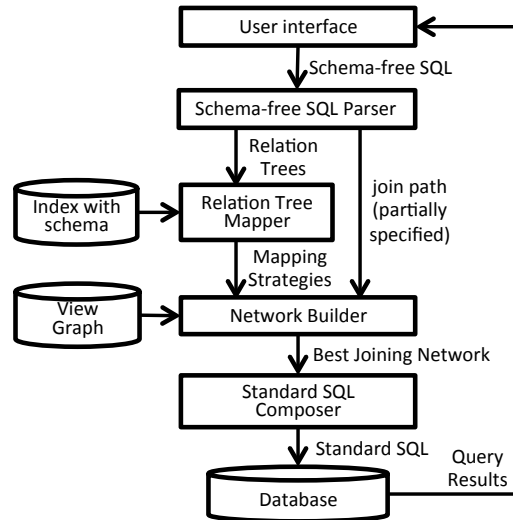 User interface
Schema-free SQL
Schema-free SQL Parser
Relation
Trees
join path
(partially
specified)
Index with
schema
Relation Tree
Mapper
Mapping
Strategies
View
Graph
Network Builder
Best Joining Network
Standard SQL
Composer
Standard SQL
Query
Results
Database